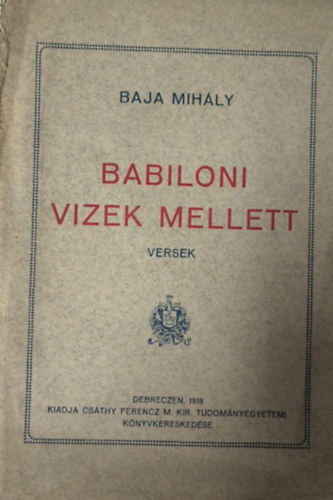 BAJA MIHÁLY
BABILONI
VIZEK MELLETT
VERSEK
DEBRECZEN, 1918
KIADJA CSÁTHY FERENCZ M. KIR. TUDOMÁNYEGYETEMI
KÖNYVKERESKEDÉSE